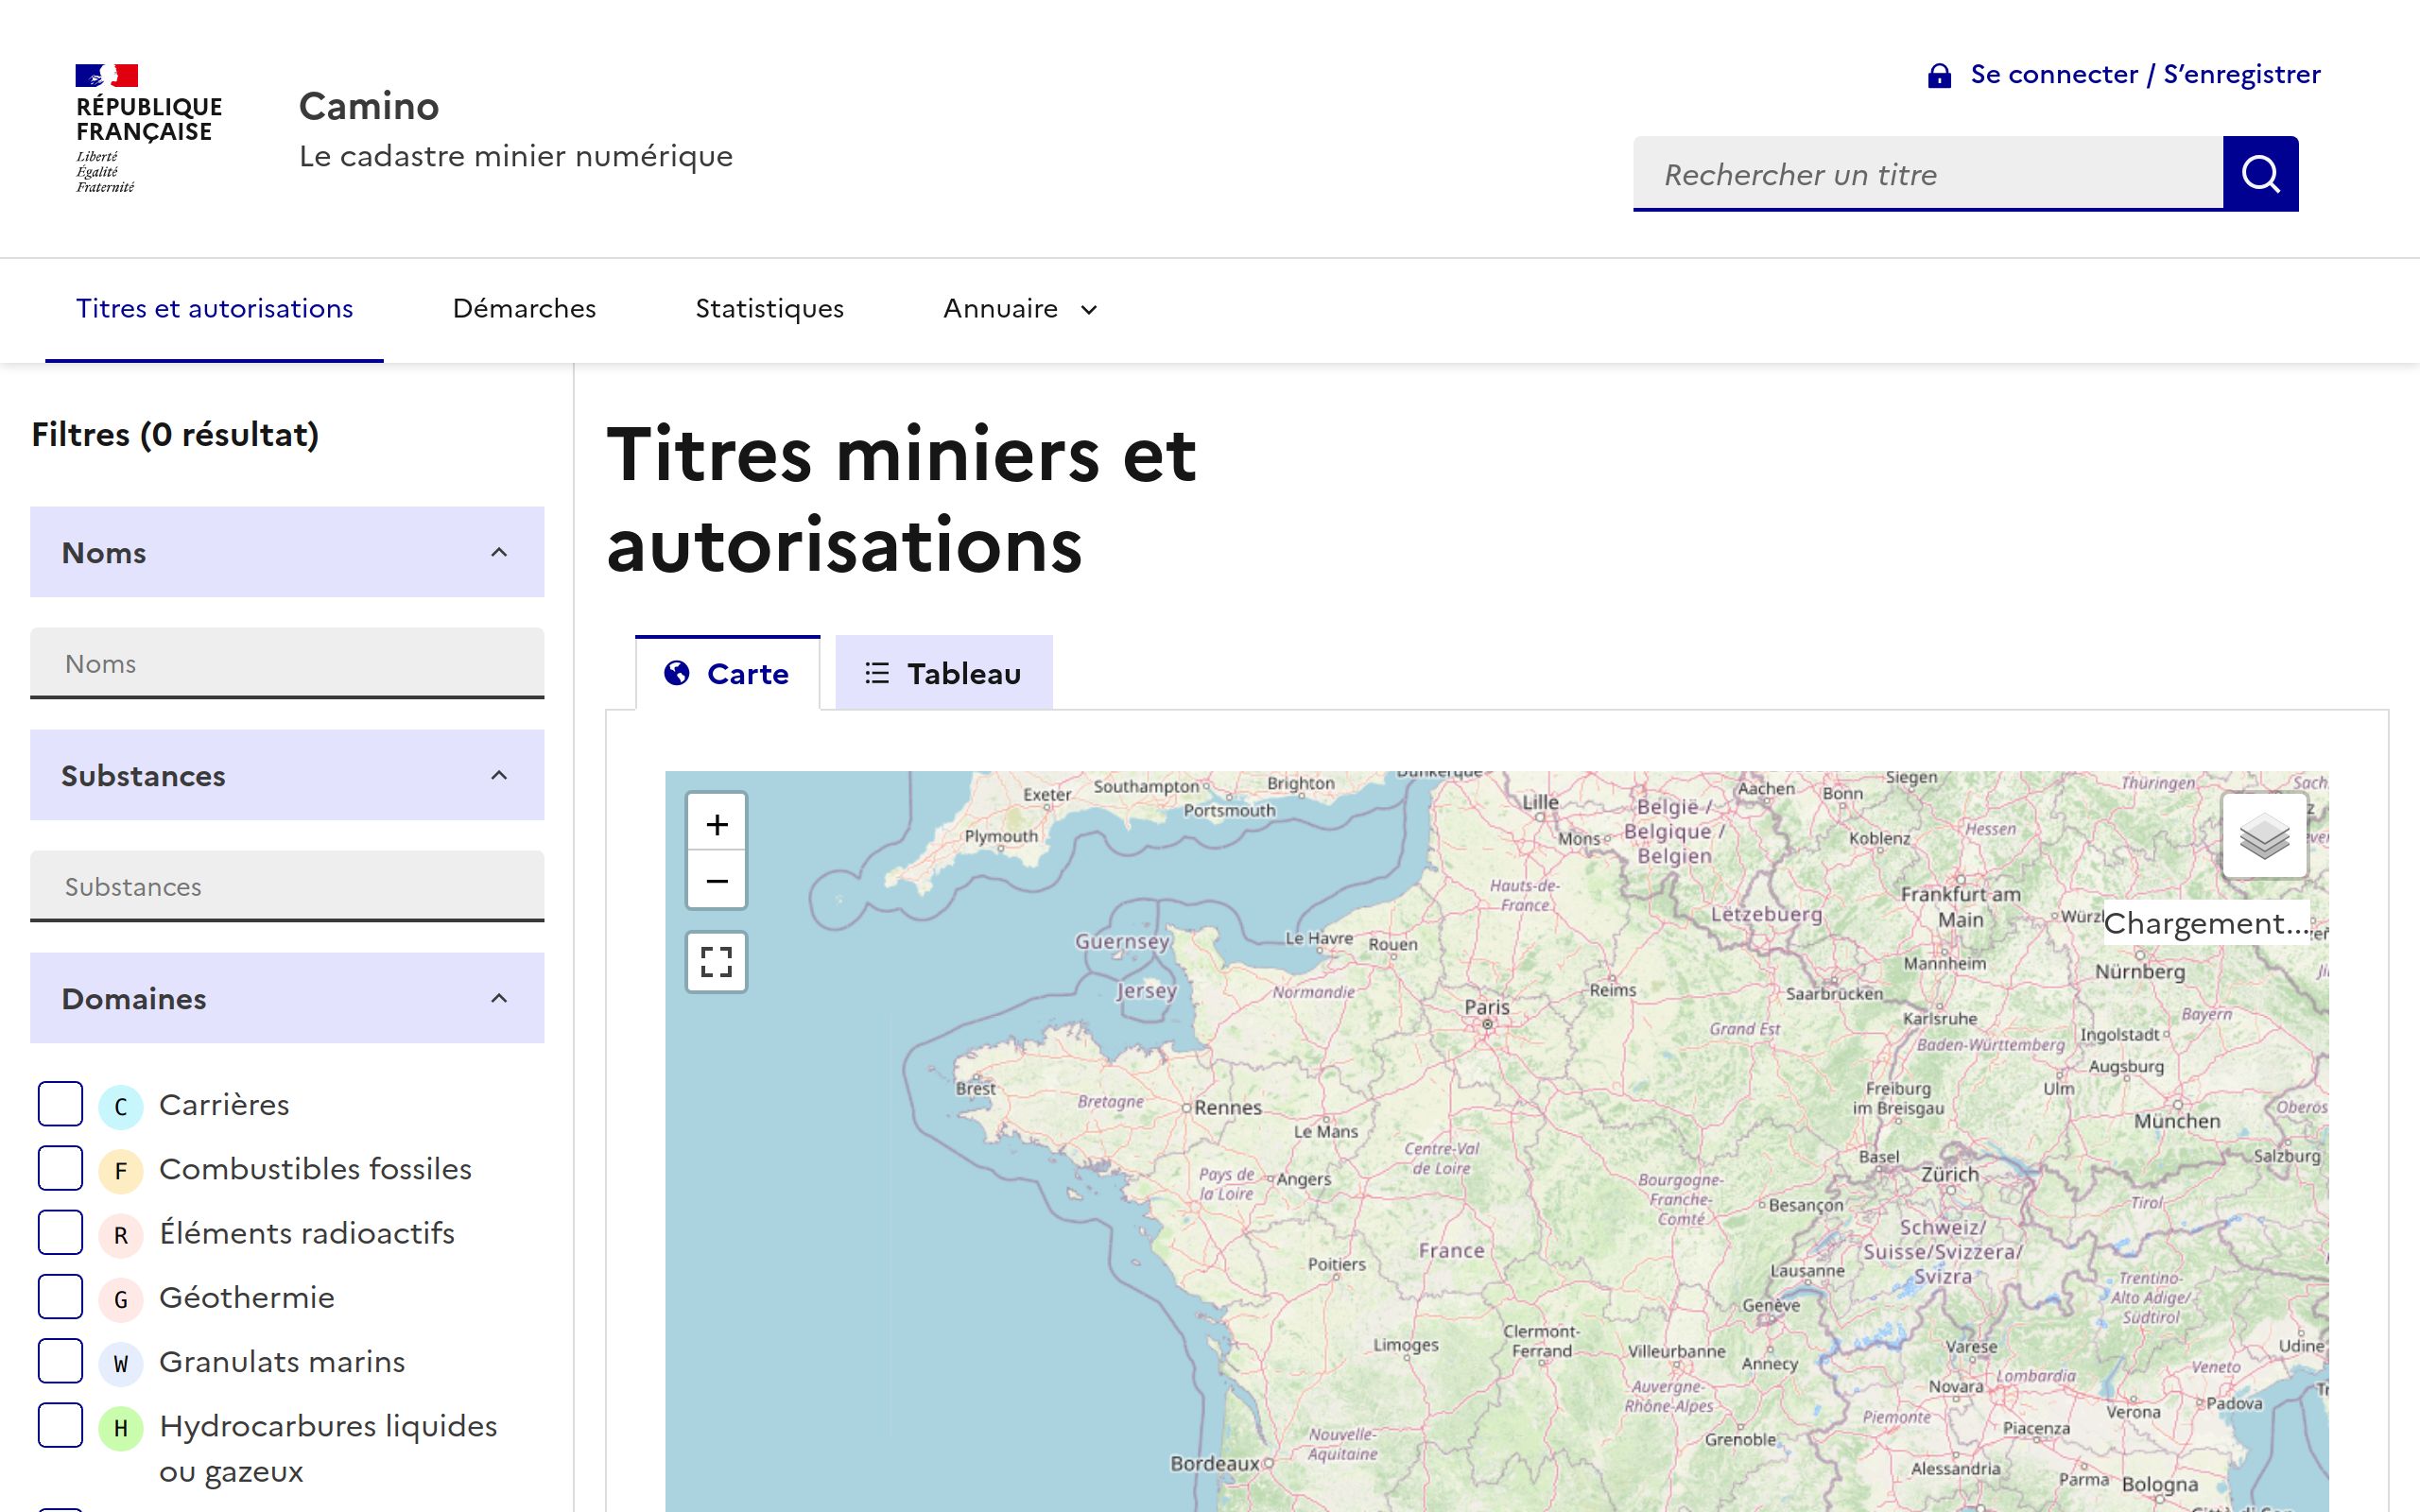 RÉPUBLIQUE
FRANÇAISE
Liberté
Égalité
Fraternité
Camino
Le cadastre minier numérique
Se connecter / S’enregistrer
Rechercher un titre
Titres et autorisations
Démarches
Statistiques
Annuaire
Filtres (0 résultat)
Noms
Noms
Substances
Substances
Domaines
C Carrières
F Combustibles fossiles
R Éléments radioactifs
G Géothermie
W Granulats marins
H Hydrocarbures liquides
ou gazeux
Titres miniers et
autorisations
Carte
Tableau
+
−
Chargement...
Exeter
Southampton
Brighton
Portsmouth
Plymouth
Dunkerque
Lille
Mons
België /
Belgique /
Belgien
Aachen
Bonn
Siegen
Koblenz
Hessen
Thüringen
Hauts-de-
France
Lëtzebuerg
Frankfurt am
Main
Mannheim
Nürnberg
Guernsey
Jersey
Le Havre
Rouen
Normandie
Paris
Reims
Saarbrücken
Karlsruhe
Grand Est
Baden-Württemberg
Ingolstadt
Bayern
Augsburg
Brest
Bretagne
Rennes
Le Mans
Freiburg
im Breisgau
Ulm
München
Centre-Val
de Loire
Pays de
la Loire
Angers
Basel
Zürich
Salzburg
Bourgogne-
Franche-
Comté
Besançon
Tirol
Schweiz/
Suisse/Svizzera/
Svizra
France
Poitiers
Lausanne
Genève
Trentino-
Alto Adige/
Südtirol
Limoges
Clermont-
Ferrand
Villeurbanne
Annecy
Varese
Udine
Lombardia
Veneto
Novara
Auvergne-
Rhône-Alpes
Piemonte
Piacenza
Verona
Padova
Nouvelle-
Aquitaine
Grenoble
Bordeaux
Alessandria
Parma
Bologna